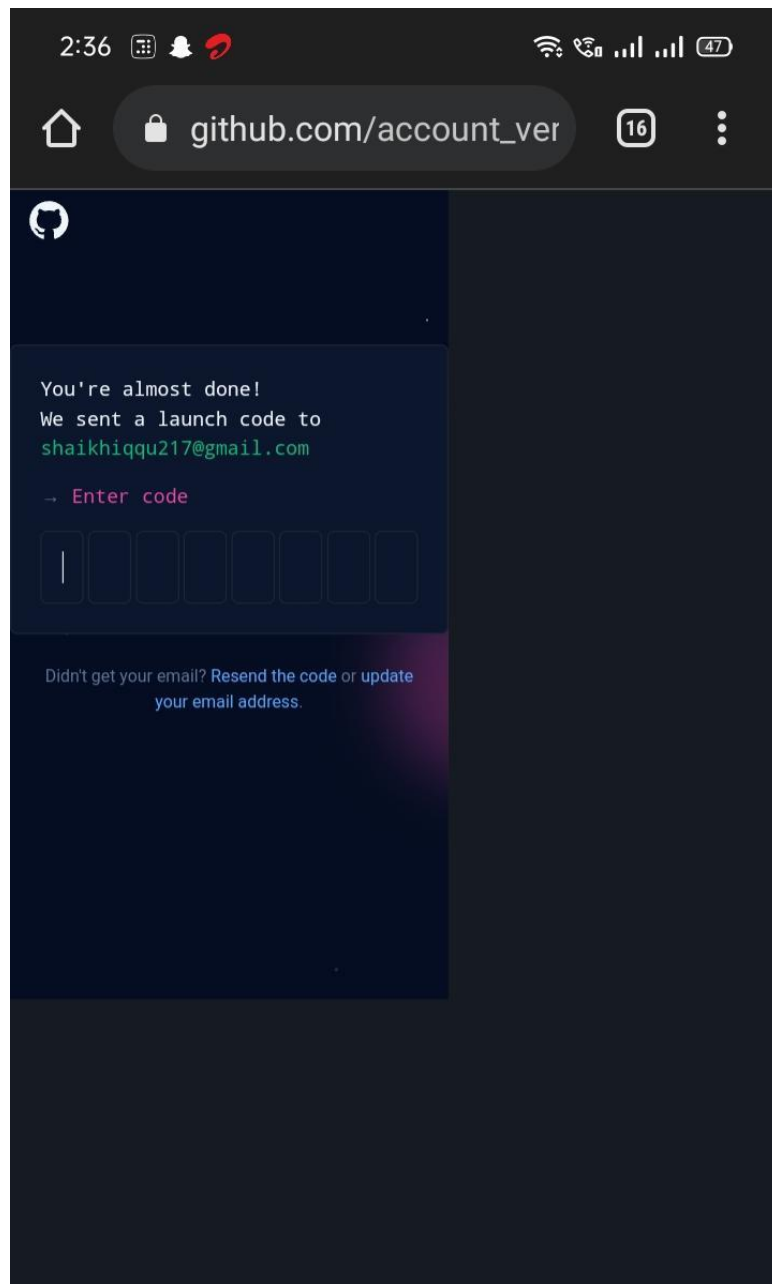 2:36
47
github.com/account_ver
16
You're almost done!
We sent a launch code to
shaikhiqqu217@gmail.com
→ Enter code
Didn't get your email? Resend the code or update
your email address.